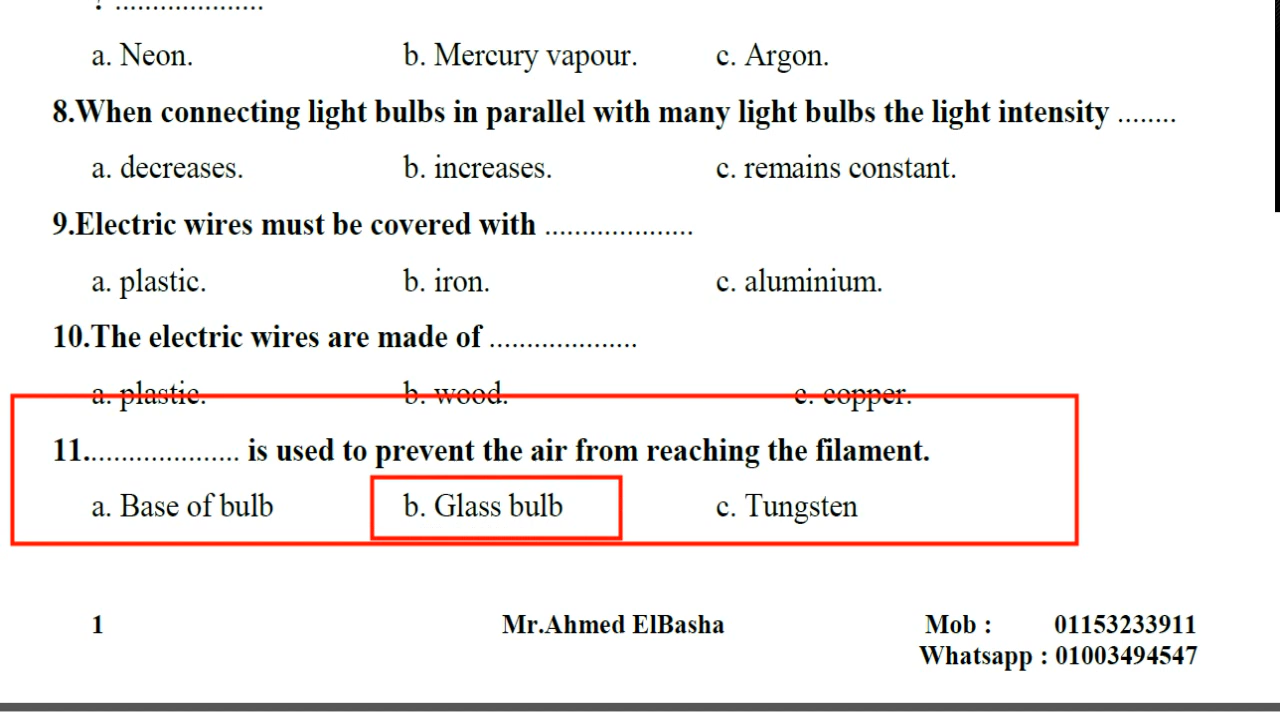 ? ....................
a. Neon. b. Mercury vapour. c. Argon.
8.When connecting light bulbs in parallel with many light bulbs the light intensity ........
a. decreases. b. increases. c. remains constant.
9.Electric wires must be covered with ....................
a. plastic. b. iron. c. aluminium.
10.The electric wires are made of ....................
a. plastic. b. wood. c. copper.
11..................... is used to prevent the air from reaching the filament.
a. Base of bulb b. Glass bulb c. Tungsten
1 Mr.Ahmed ElBasha Mob : 01153233911
Whatsapp : 01003494547